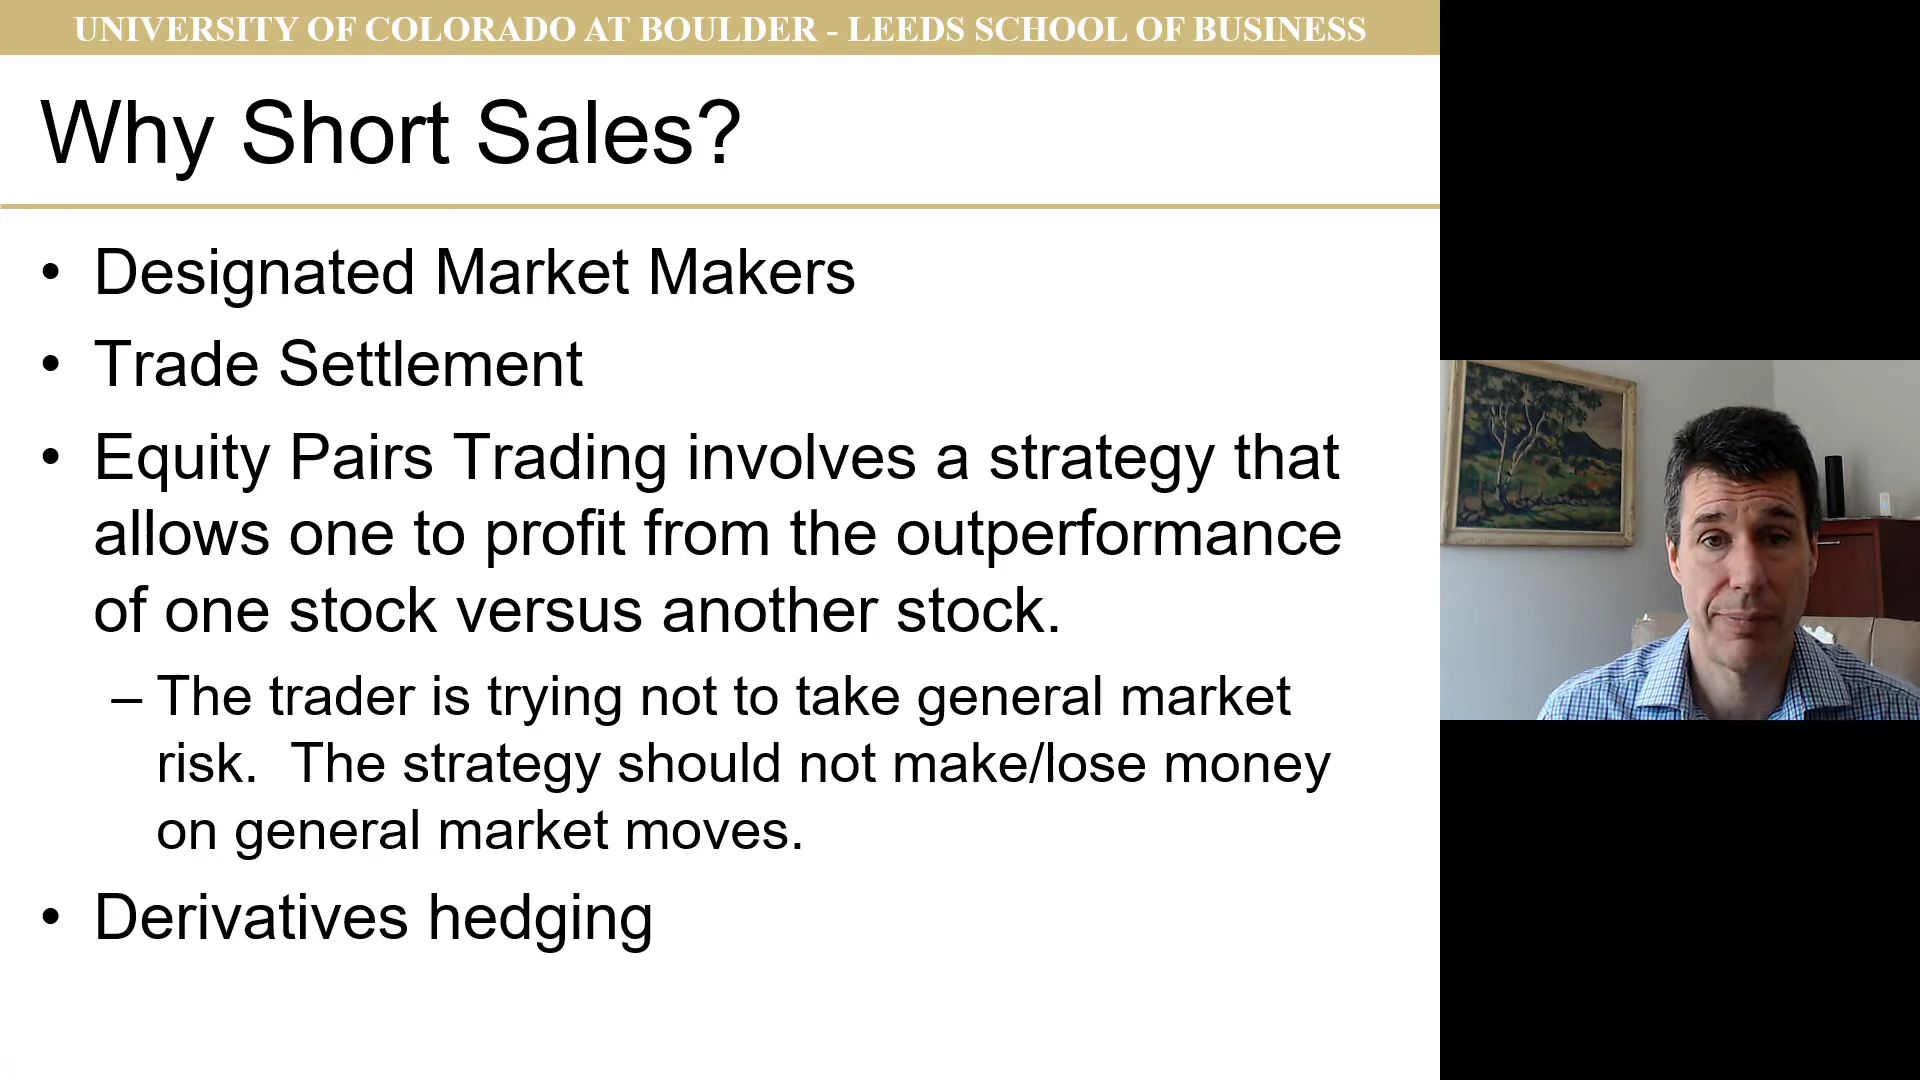 UNIVERSITY OF COLORADO AT BOULDER - LEEDS SCHOOL OF BUSINESS
Why Short Sales?
• Designated Market Makers
• Trade Settlement
• Equity Pairs Trading involves a strategy that
allows one to profit from the outperformance
of one stock versus another stock.
– The trader is trying not to take general market
risk.  The strategy should not make/lose money
on general market moves.
• Derivatives hedging